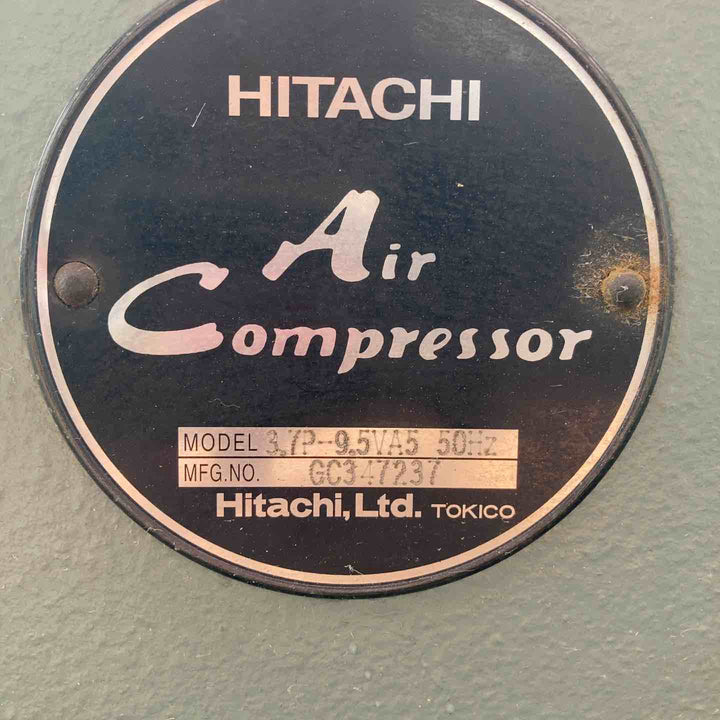 HITACHI
Air
Compressor
MODEL 3.7P-9.5VA5 50Hz
MFG.NO. GC347237
Hitachi, Ltd. TOKICO